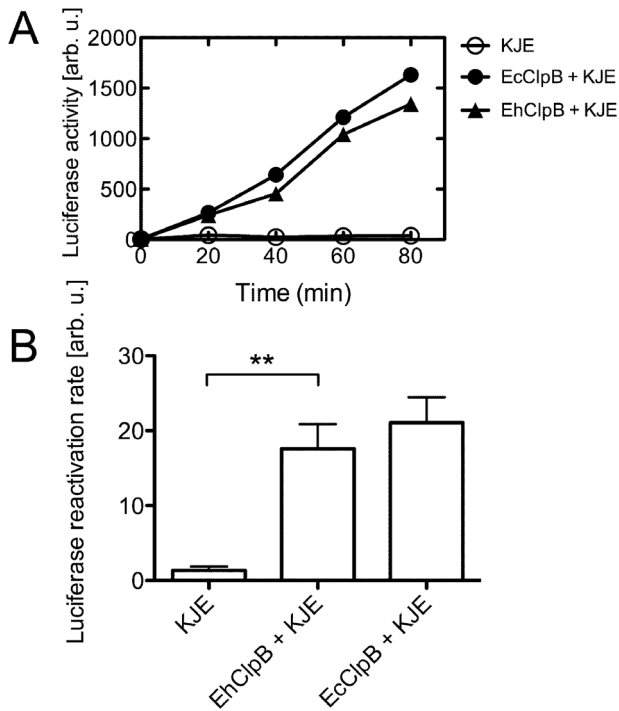 A
Luciferase activity [arb. u.]
2000
1500
1000
500
0
0 20 40 60 80
Time (min)
KJE
EcClpB + KJE
EhClpB + KJE
B
Luciferase reactivation rate [arb. u.]
30
20
10
0
**
KJE
EhClpB + KJE
EcClpB + KJE